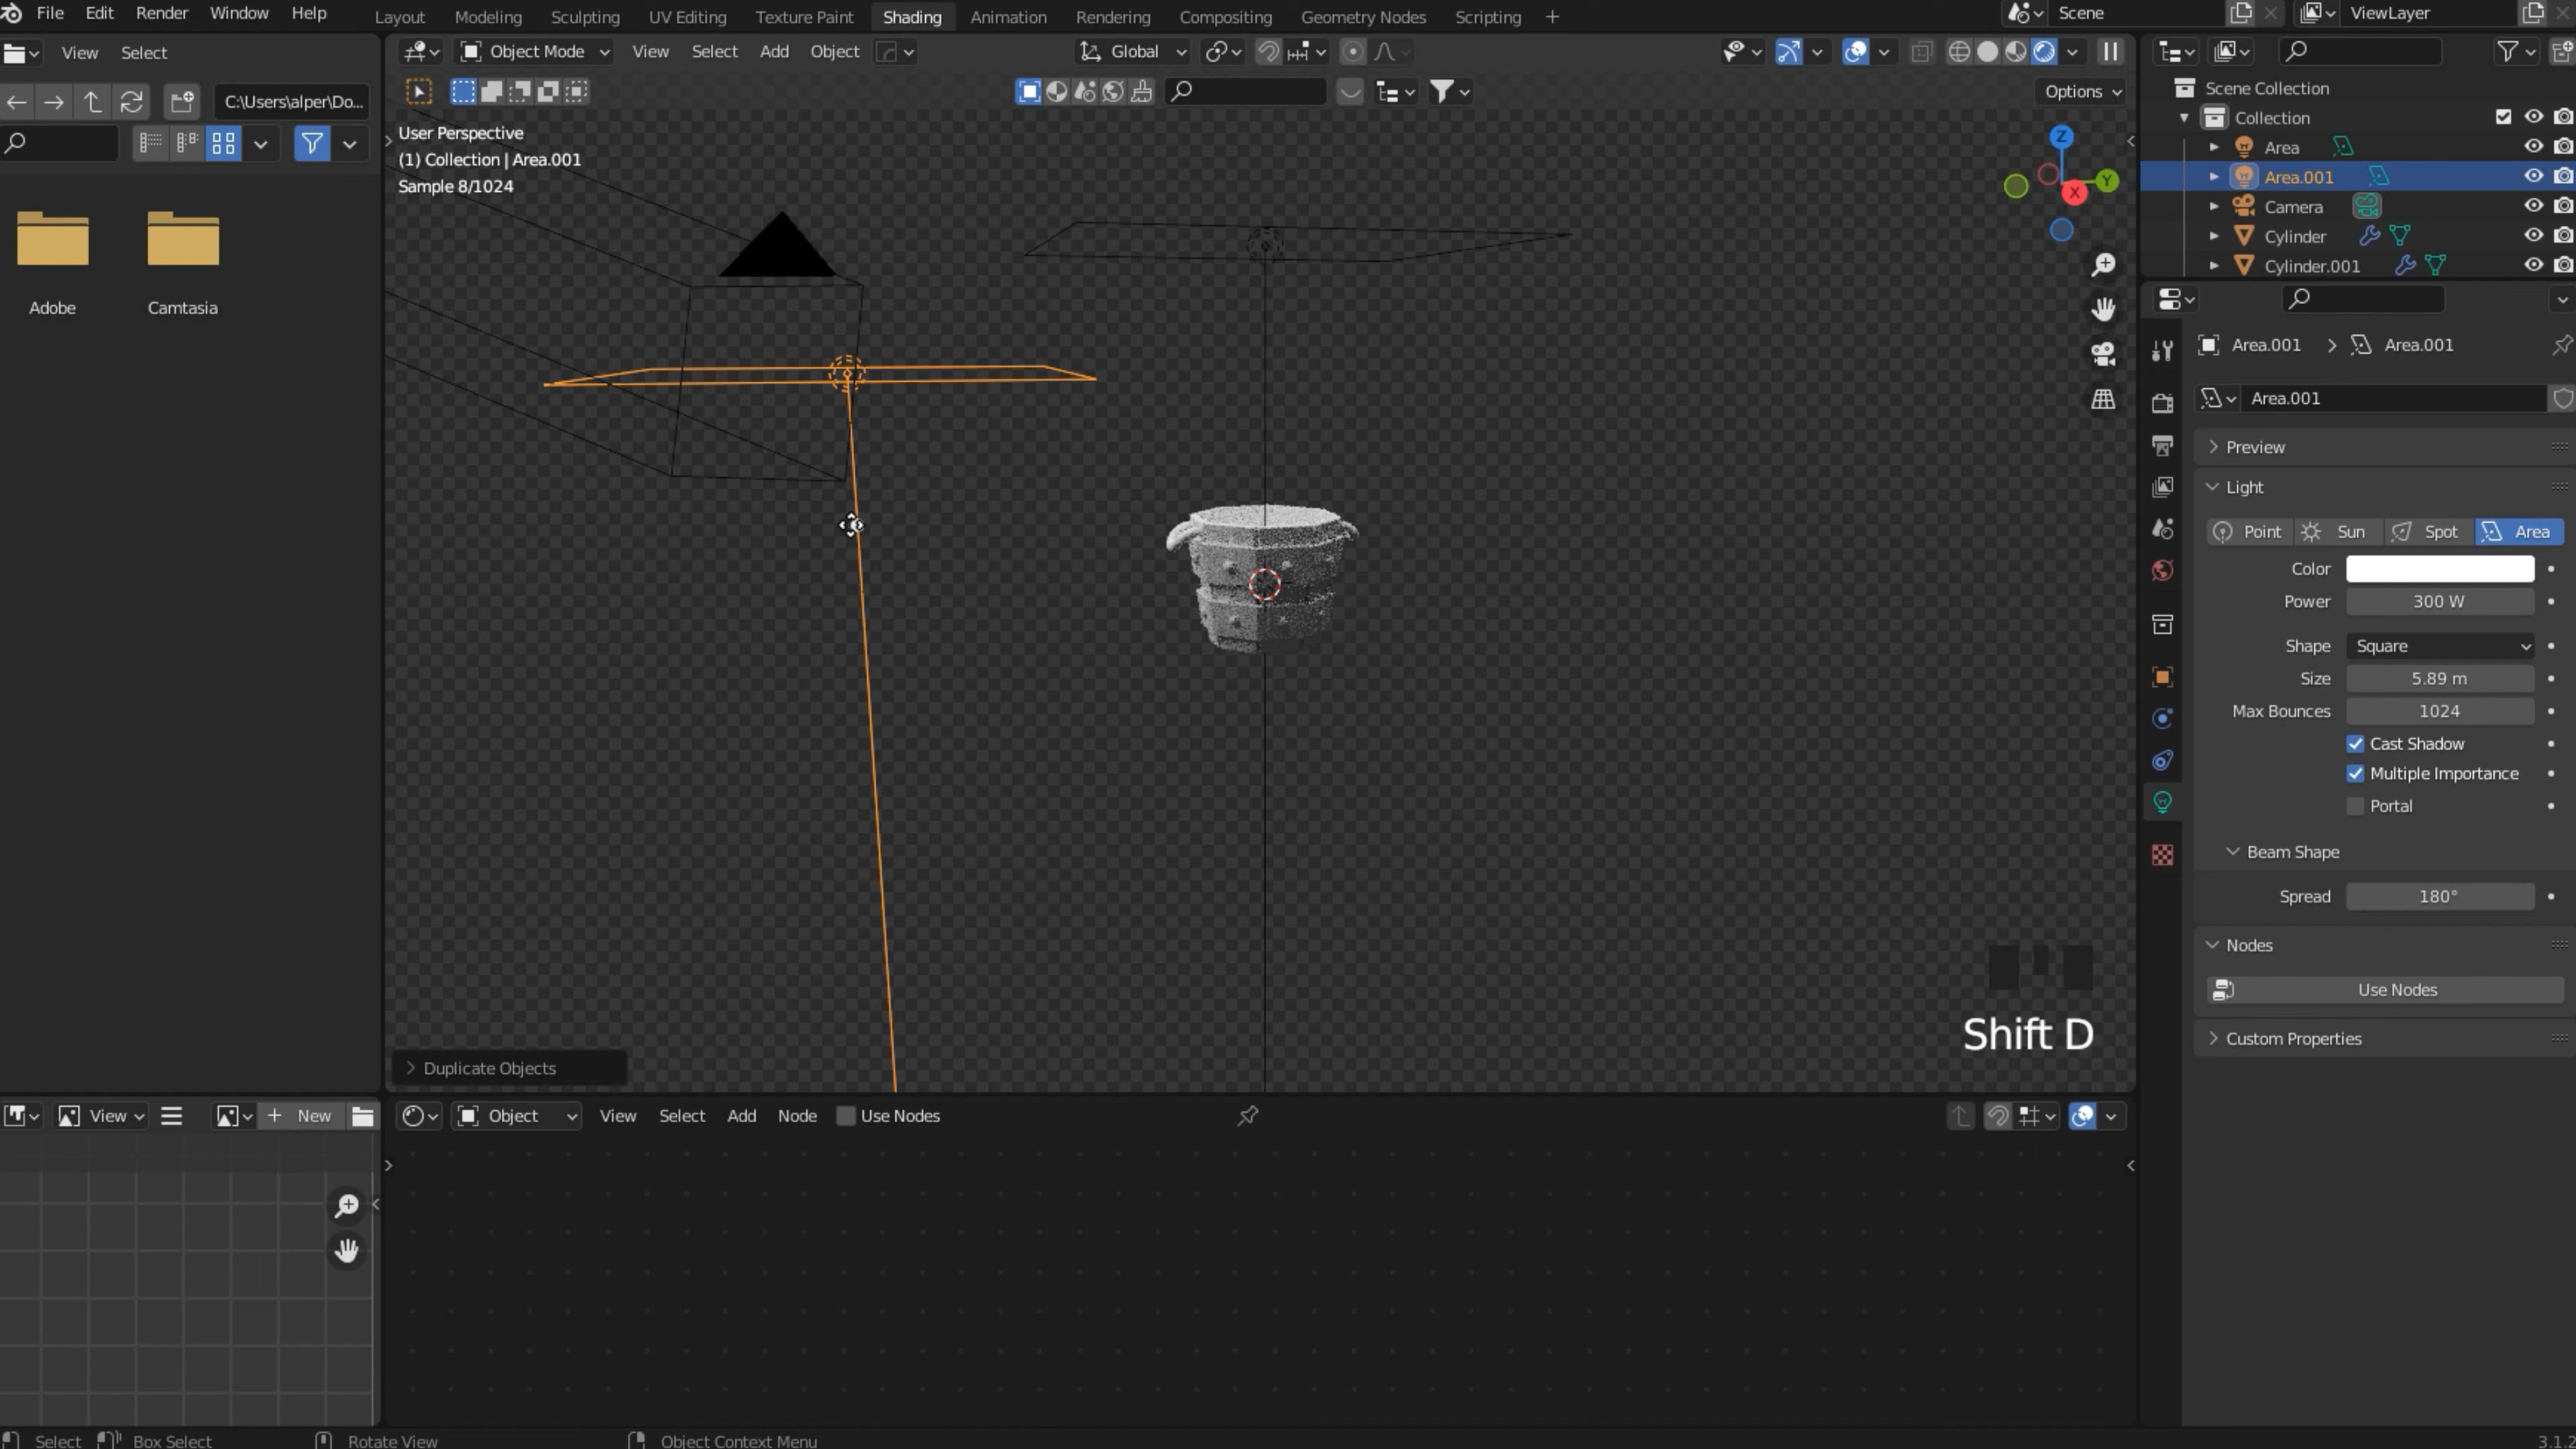 File Edit Render Window Help
Layout Modeling Sculpting UV Editing Texture Paint Shading Animation Rendering Compositing Geometry Nodes Scripting +
Scene
ViewLayer
View Select
Object Mode View Select Add Object
Global
C:\Users\alper\Do...
Options
Adobe
Camtasia
User Perspective
(1) Collection | Area.001
Sample 8/1024
Z
Y
X
Scene Collection
Collection
Area
Area.001
Camera
Cylinder
Cylinder.001
Area.001 > Area.001
Area.001
Preview
Light
Point Sun Spot Area
Color
Power 300 W
Shape Square
Size 5.89 m
Max Bounces 1024
Cast Shadow
Multiple Importance
Portal
Beam Shape
Spread 180°
Nodes
Use Nodes
Custom Properties
Shift D
Duplicate Objects
View
+ New
Object View Select Add Node Use Nodes
Select Box Select Rotate View Object Context Menu
3.1.2